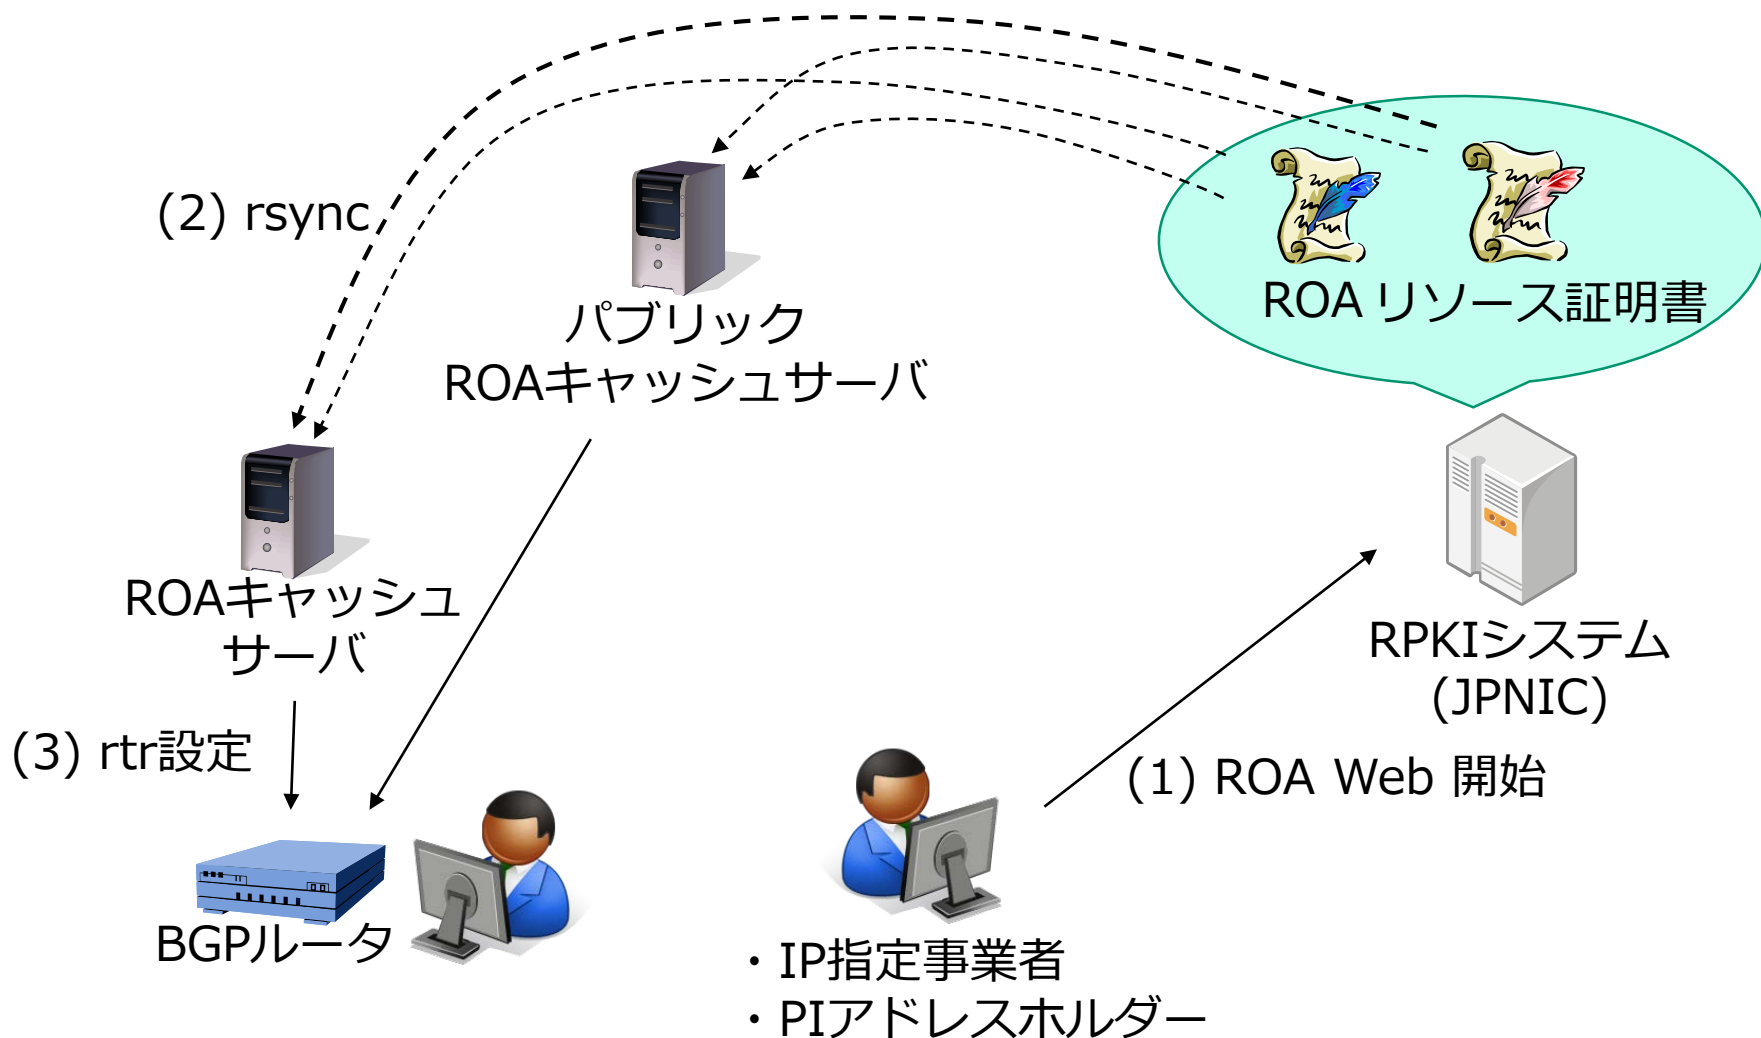 (2) rsync
パブリック
ROAキャッシュサーバ
ROA リソース証明書
ROAキャッシュ
サーバ
RPKIシステム
(JPNIC)
(3) rtr設定
(1) ROA Web 開始
BGPルータ
・IP指定事業者
・PIアドレスホルダー